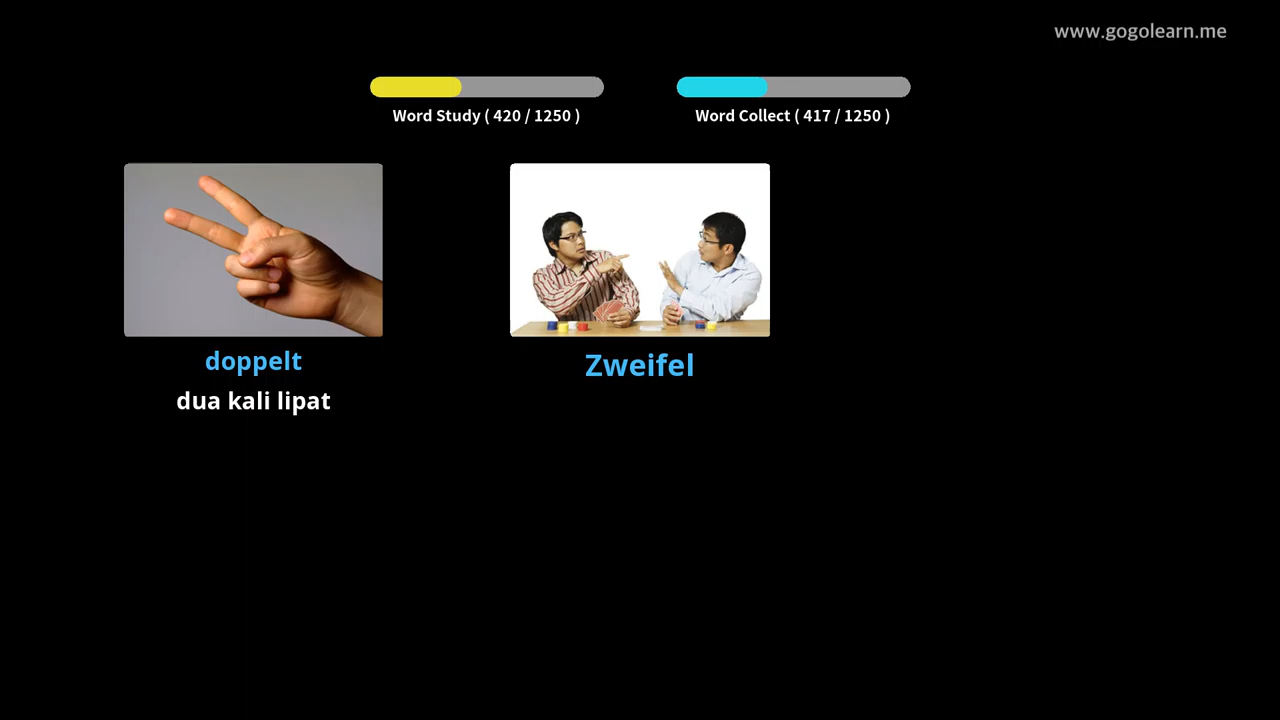 www.gogolearn.me
Word Study ( 420 / 1250 )
Word Collect ( 417 / 1250 )
doppelt
dua kali lipat
Zweifel